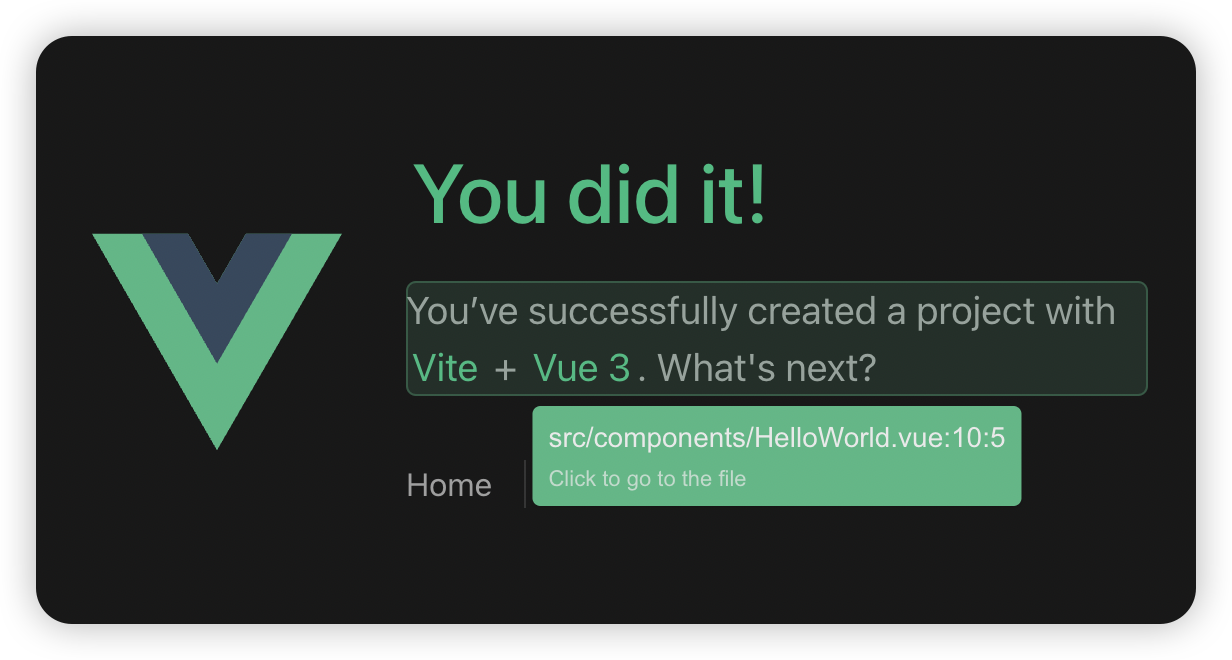 You did it!
You’ve successfully created a project with
Vite + Vue 3. What's next?
src/components/HelloWorld.vue:10:5
Click to go to the file
Home